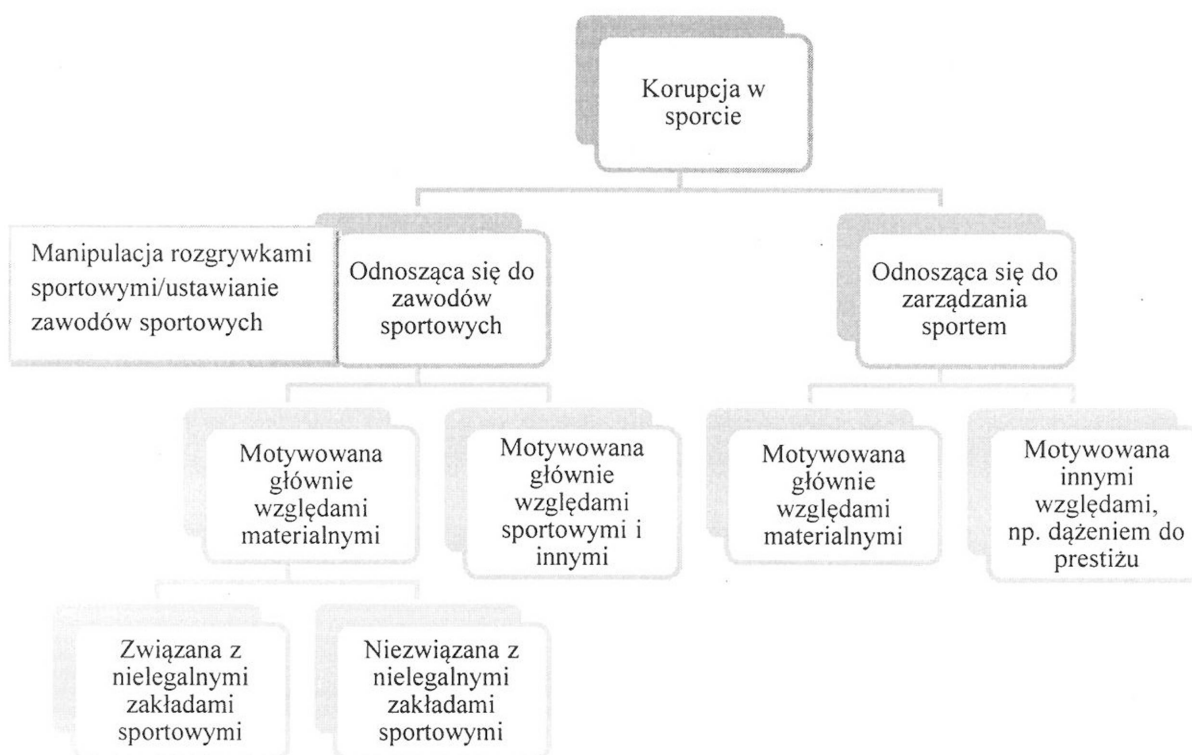 Korupcja w
sporcie
Manipulacja rozgrywkami
sportowymi/ustawianie
zawodów sportowych
Odnosząca się do
zawodów
sportowych
Odnosząca się do
zarządzania
sportem
Motywowana
głównie
względami
materialnymi
Motywowana
głównie
względami
sportowymi i
innymi
Motywowana
głównie
względami
materialnymi
Motywowana
innymi
względami,
np. dążeniem do
prestiżu
Związana z
nielegalnymi
zakładami
sportowymi
Niezwiązana z
nielegalnymi
zakładami
sportowymi